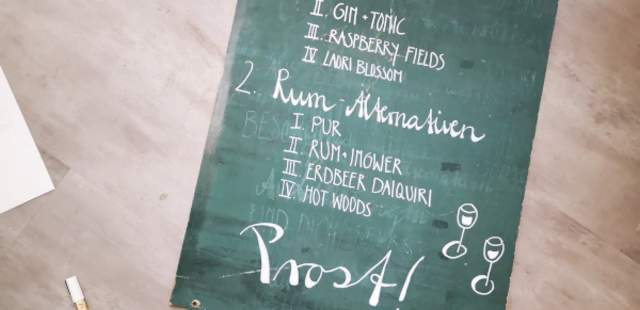 II. GIN + TONIC
III. RASPBERRY FIELDS
IV LADRI BLOSSOM
2. Rum-Alternativen
I. PUR
II. RUM + INGWER
III. ERDBEER DAIQUIRI
IV. HOT WOODS
Prost!